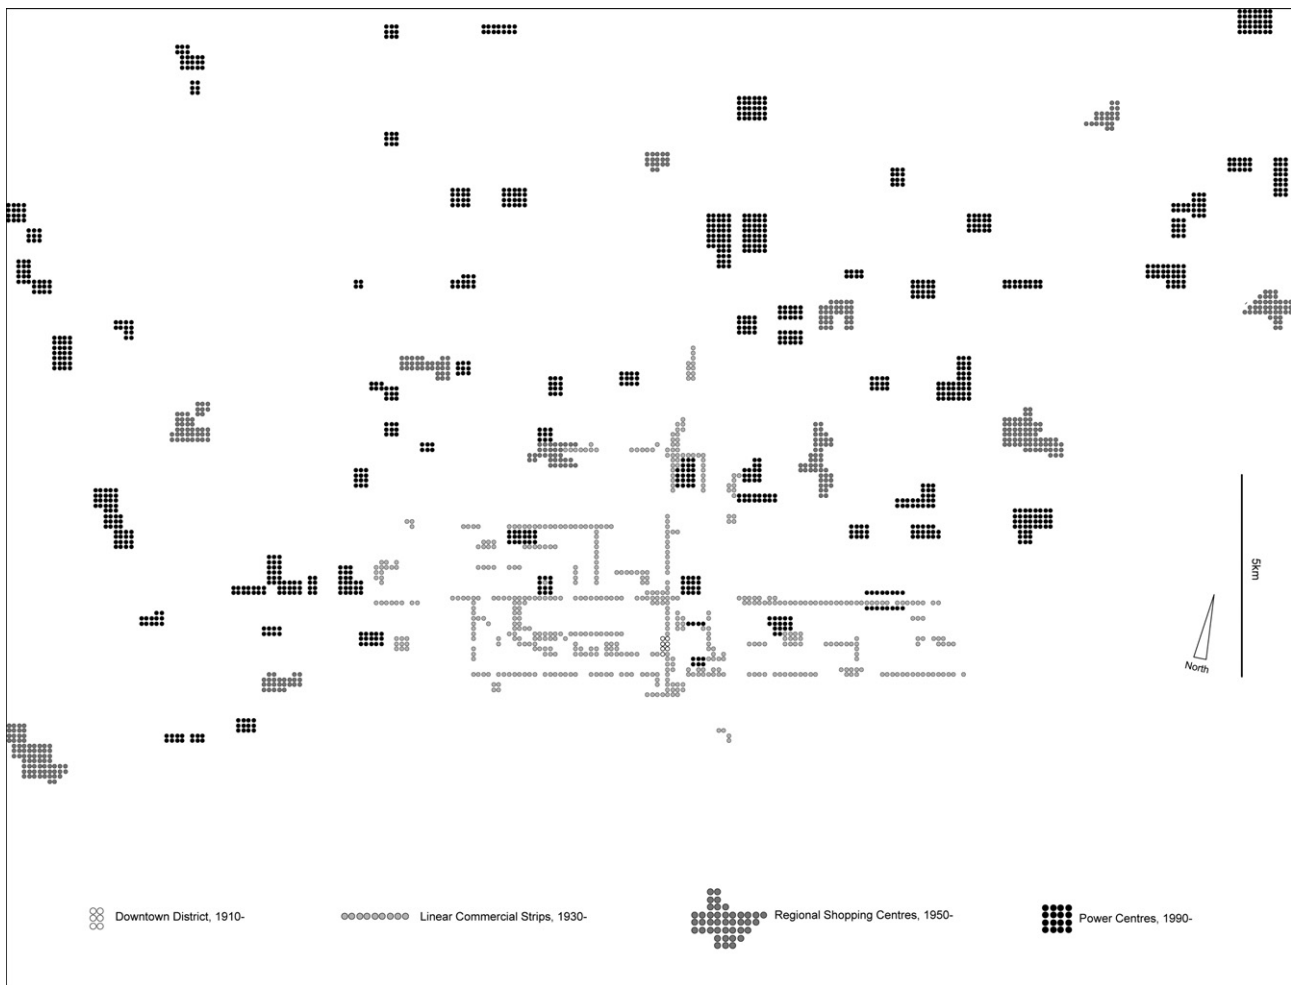 5km
North
Downtown District, 1910-
Linear Commercial Strips, 1930-
Regional Shopping Centres, 1950-
Power Centres, 1990-